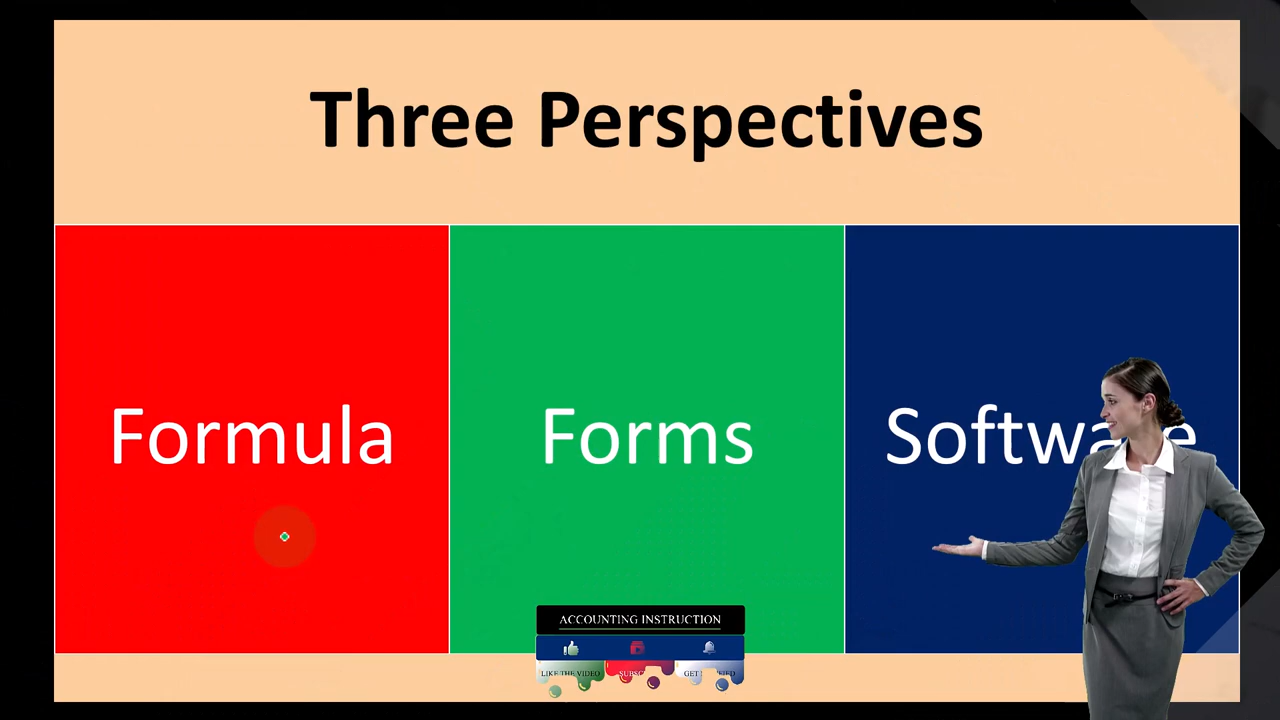 Three Perspectives
Formula
Forms
ACCOUNTING INSTRUCTION
LIKE THE VIDEO